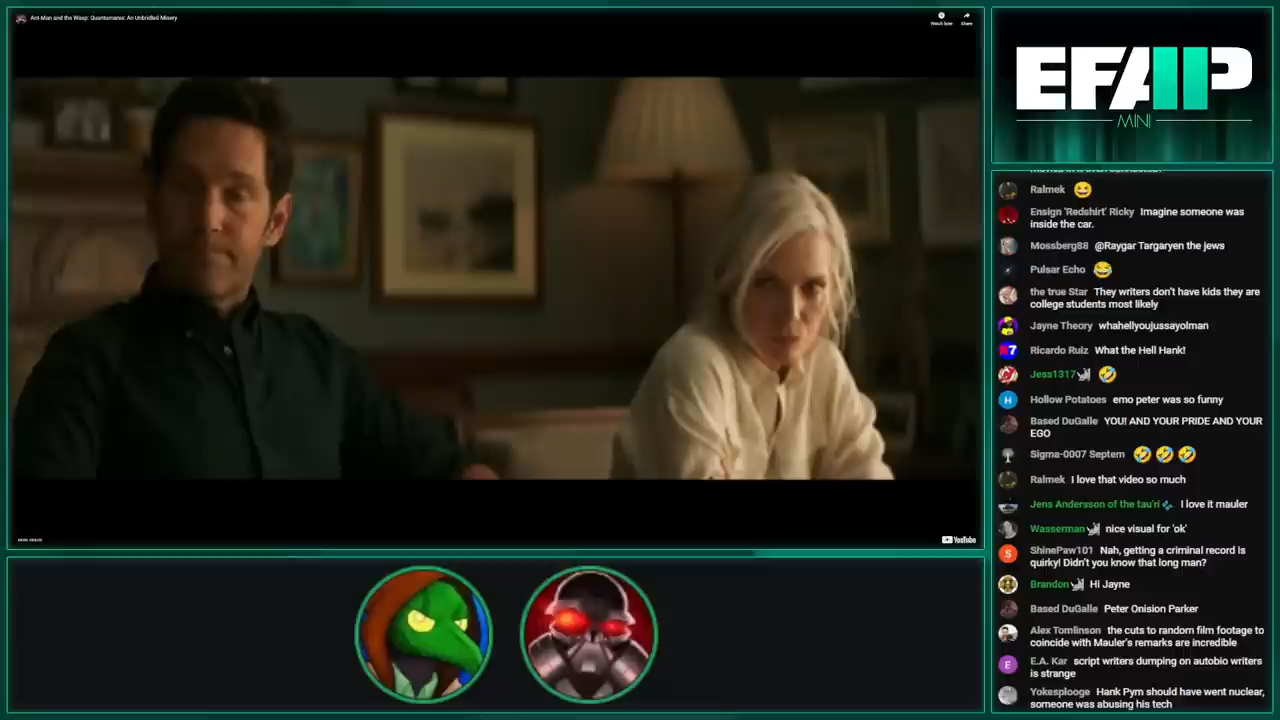 Ant-Man and the Wasp: Quantumania: An Unbridled Misery
Watch later
Share
EFAP
MINI
Ralmek 😆
Ensign 'Redshirt' Ricky Imagine someone was
inside the car.
Mossberg88 @Raygar Targaryen the jews
Pulsar Echo 😂
the true Star They writers don't have kids they are
college students most likely
Jayne Theory whahellyoujussayolman
Ricardo Ruiz What the Hell Hank!
Jess1317 🤣
Hollow Potatoes emo peter was so funny
Based DuGalle YOU! AND YOUR PRIDE AND YOUR
EGO
Sigma-0007 Septem 🤣🤣🤣
Ralmek I love that video so much
Jens Andersson of the tau'ri I love it mauler
Wasserman nice visual for 'ok'
ShinePaw101 Nah, getting a criminal record is
quirky! Didn't you know that long man?
Brandon Hi Jayne
Based DuGalle Peter Onision Parker
Alex Tomlinson the cuts to random film footage to
coincide with Mauler's remarks are incredible
E.A. Kar script writers dumping on autobio writers
is strange
Yokesplooge Hank Pym should have went nuclear,
someone was abusing his tech
MORE VIDEOS
YouTube